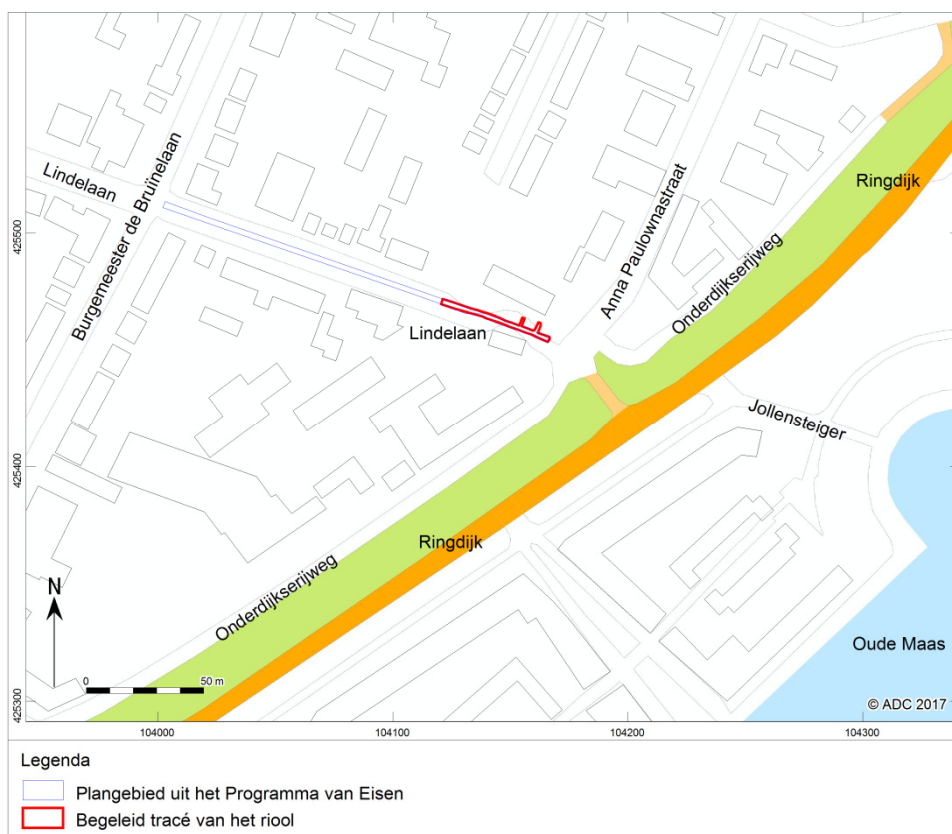 Lindelaan
Burgemeester de Bruïnelaan
Anna Paulownastraat
Ringdijk
Onderdijkserijweg
Lindelaan
Jollensteiger
Ringdijk
Onderdijkserijweg
Oude Maas
N
0 50 m
© ADC 2017
425500
425400
425300
104000 104100 104200 104300
Legenda
Plangebied uit het Programma van Eisen
Begeleid tracé van het riool